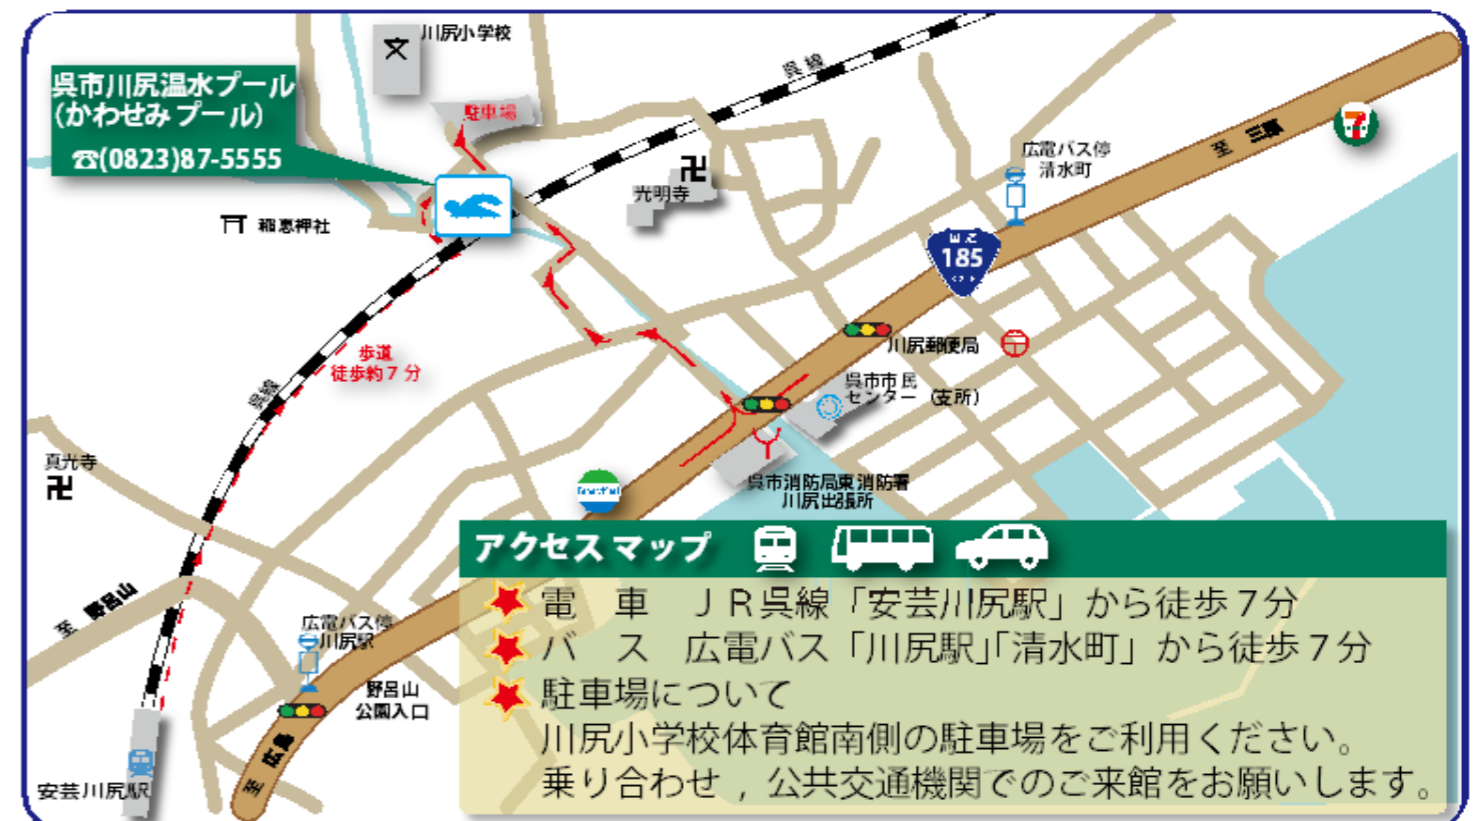 川尻小学校
呉線
呉市川尻温水プール
(かわせみ プール)
☎(0823)87-5555
駐車場
至 三原
7
広電バス停
清水町
光明寺
稲恵神社
185
川尻郵便局
歩道
徒歩約7分
呉市市民
センター（支所）
呉線
真光寺
呉市消防局東消防署
川尻出張所
至 野呂山
広電バス停
川尻駅
野呂山
公園入口
至 広島
安芸川尻駅
アクセスマップ
電　車　ＪＲ呉線「安芸川尻駅」から徒歩７分
バ　ス　広電バス「川尻駅」「清水町」から徒歩７分
駐車場について
川尻小学校体育館南側の駐車場をご利用ください。
乗り合わせ，公共交通機関でのご来館をお願いします。